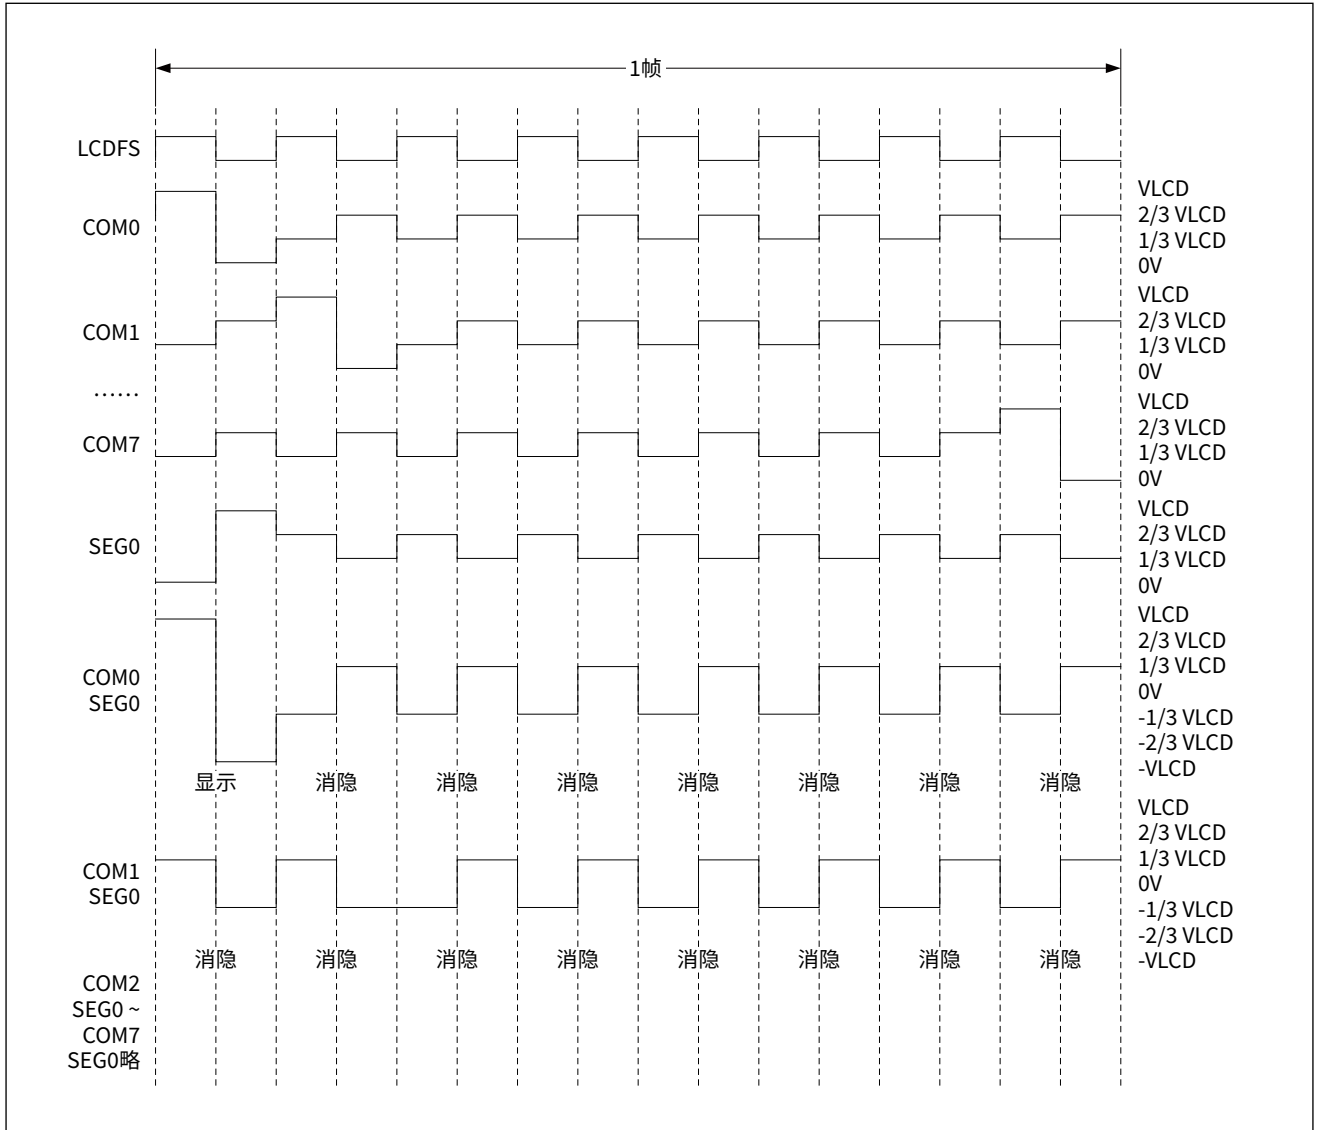 1帧
LCDFS
COM0
VLCD
2/3 VLCD
1/3 VLCD
0V
COM1
VLCD
2/3 VLCD
1/3 VLCD
0V
……
COM7
VLCD
2/3 VLCD
1/3 VLCD
0V
SEG0
VLCD
2/3 VLCD
1/3 VLCD
0V
COM0
SEG0
VLCD
2/3 VLCD
1/3 VLCD
0V
-1/3 VLCD
-2/3 VLCD
-VLCD
显示 消隐 消隐 消隐 消隐 消隐 消隐 消隐
COM1
SEG0
VLCD
2/3 VLCD
1/3 VLCD
0V
-1/3 VLCD
-2/3 VLCD
-VLCD
消隐 消隐 消隐 消隐 消隐 消隐 消隐 消隐
COM2
SEG0 ~
COM7
SEG0略